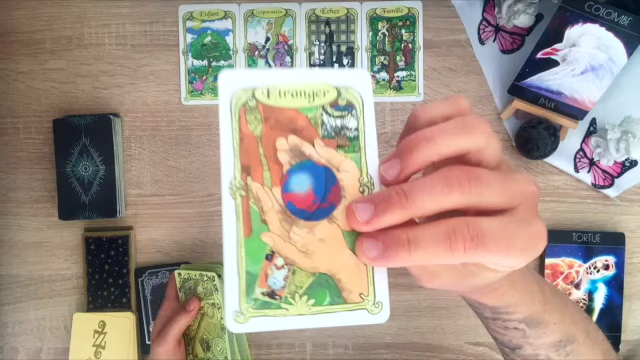 Enfant
Séparation
Échec
Famille
COLOMBE
PAIX
Étranger
TORTUE